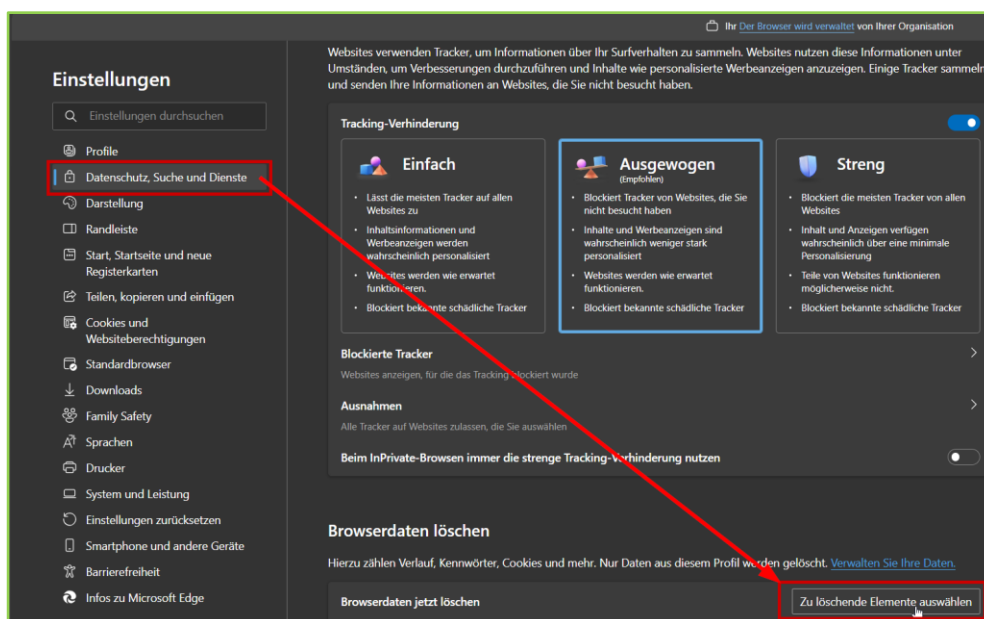 Ihr Der Browser wird verwaltet von Ihrer Organisation
Einstellungen
Einstellungen durchsuchen
Profile
Datenschutz, Suche und Dienste
Darstellung
Randleiste
Start, Startseite und neue
Registerkarten
Teilen, kopieren und einfügen
Cookies und
Websiteberechtigungen
Standardbrowser
Downloads
Family Safety
Sprachen
Drucker
System und Leistung
Einstellungen zurücksetzen
Smartphone und andere Geräte
Barrierefreiheit
Infos zu Microsoft Edge
Websites verwenden Tracker, um Informationen über Ihr Surfverhalten zu sammeln. Websites nutzen diese Informationen unter
Umständen, um Verbesserungen durchzuführen und Inhalte wie personalisierte Werbeanzeigen anzuzeigen. Einige Tracker sammeln
und senden Ihre Informationen an Websites, die Sie nicht besucht haben.
Tracking-Verhinderung
Einfach
• Lässt die meisten Tracker auf allen
Websites zu
• Inhaltsinformationen und
Werbeanzeigen werden
wahrscheinlich personalisiert
• Websites werden wie erwartet
funktionieren.
• Blockiert bekannte schädliche Tracker
Ausgewogen
(Empfohlen)
• Blockiert Tracker von Websites, die Sie
nicht besucht haben
• Inhalte und Werbeanzeigen sind
wahrscheinlich weniger stark
personalisiert
• Websites werden wie erwartet
funktionieren.
• Blockiert bekannte schädliche Tracker
Streng
• Blockiert die meisten Tracker von allen
Websites
• Inhalt und Anzeigen verfügen
wahrscheinlich über eine minimale
Personalisierung
• Teile von Websites funktionieren
möglicherweise nicht.
• Blockiert bekannte schädliche Tracker
Blockierte Tracker
Websites anzeigen, für die das Tracking blockiert wurde
Ausnahmen
Alle Tracker auf Websites zulassen, die Sie auswählen
Beim InPrivate-Browsen immer die strenge Tracking-Verhinderung nutzen
Browserdaten löschen
Hierzu zählen Verlauf, Kennwörter, Cookies und mehr. Nur Daten aus diesem Profil werden gelöscht. Verwalten Sie Ihre Daten.
Browserdaten jetzt löschen
Zu löschende Elemente auswählen